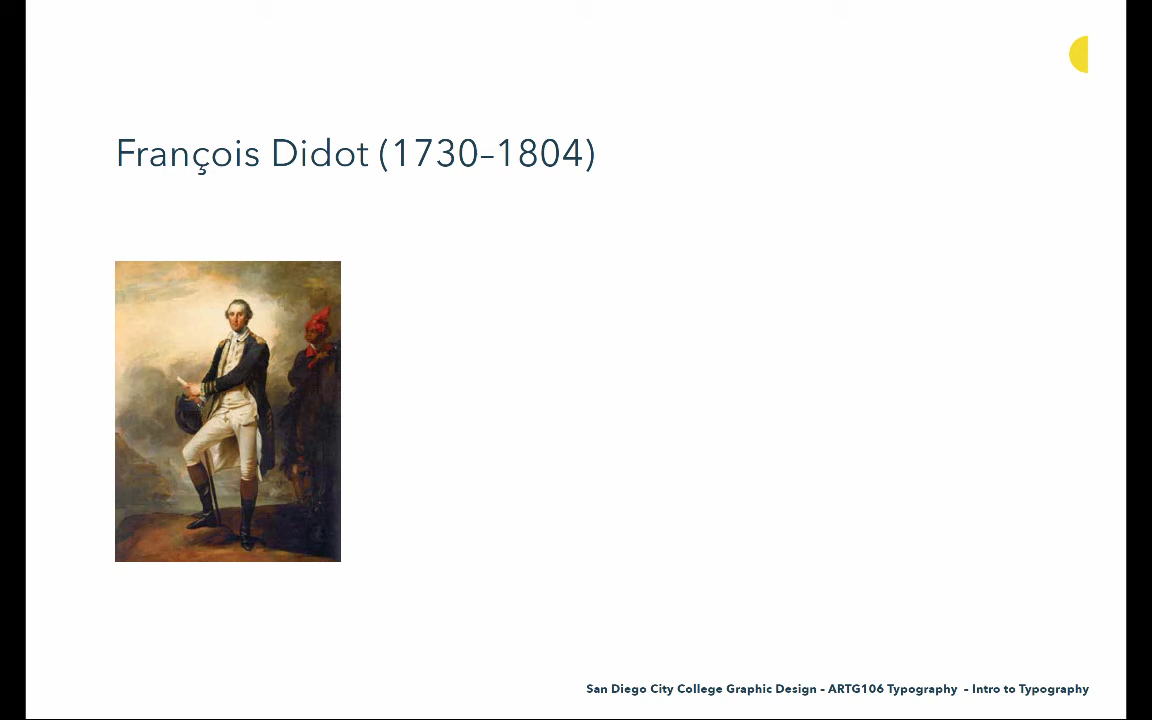 François Didot (1730–1804)
San Diego City College Graphic Design – ARTG106 Typography – Intro to Typography